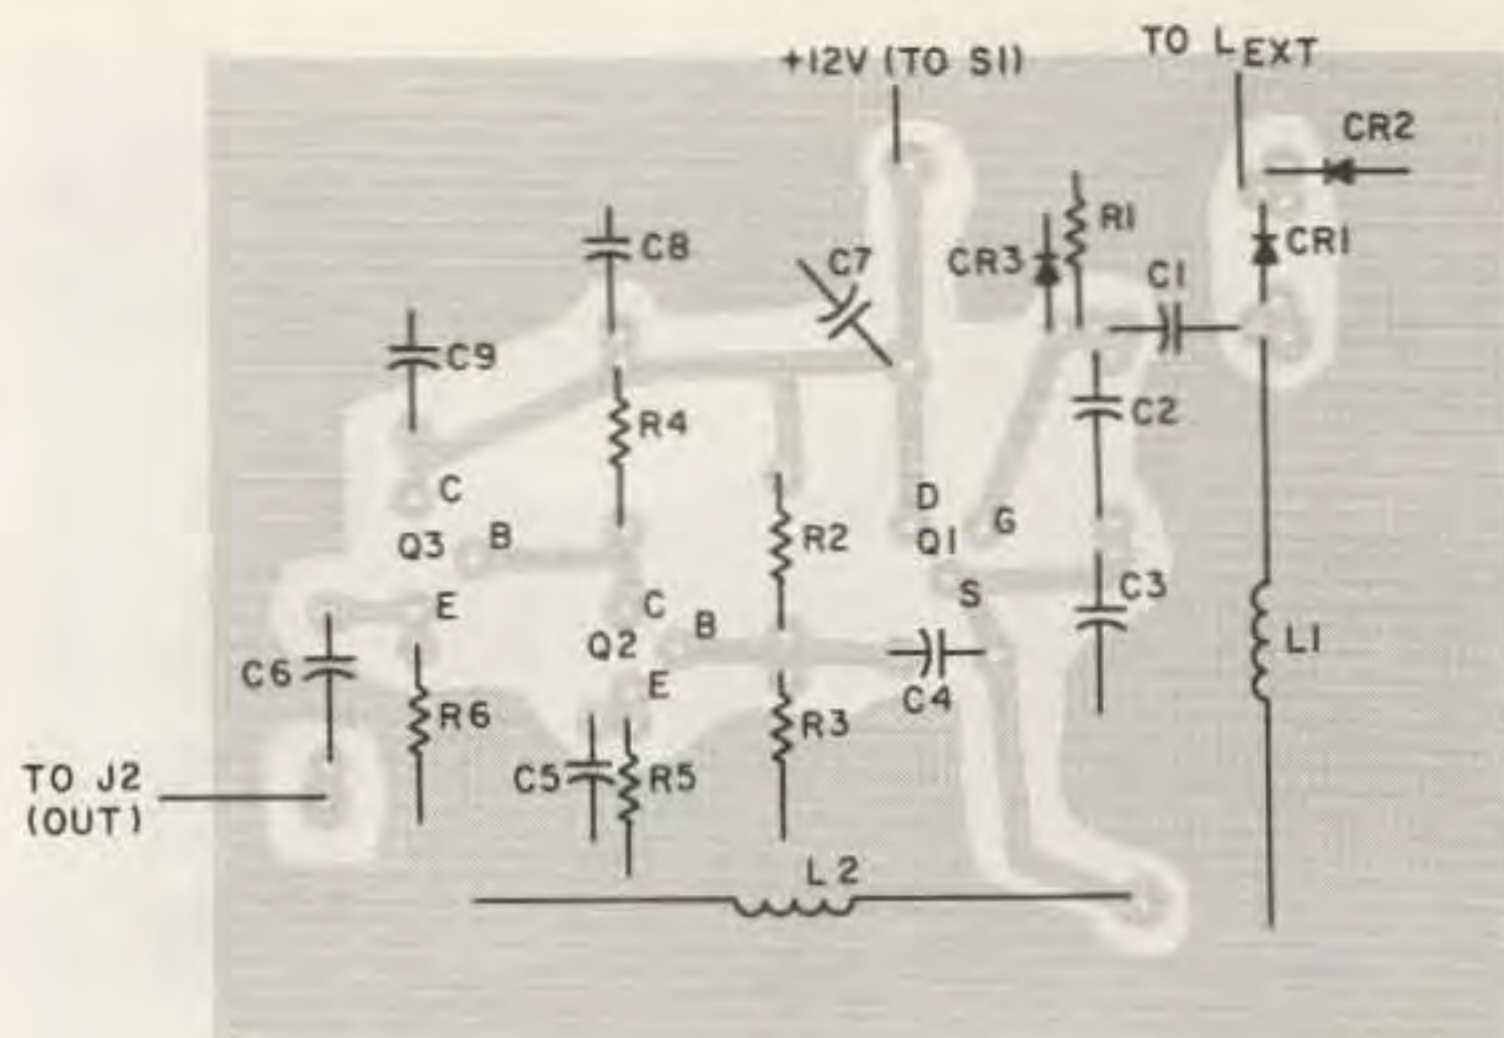 +12V (TO S1)
TO LEXT
CR2
R1
C8
C7
CR3
CR1
C1
C9
R4
C2
C
D
G
Q3
B
R2
Q1
E
C
S
C3
B
Q2
L1
C6
E
C4
R6
R3
C5
R5
TO J2
(OUT)
L2